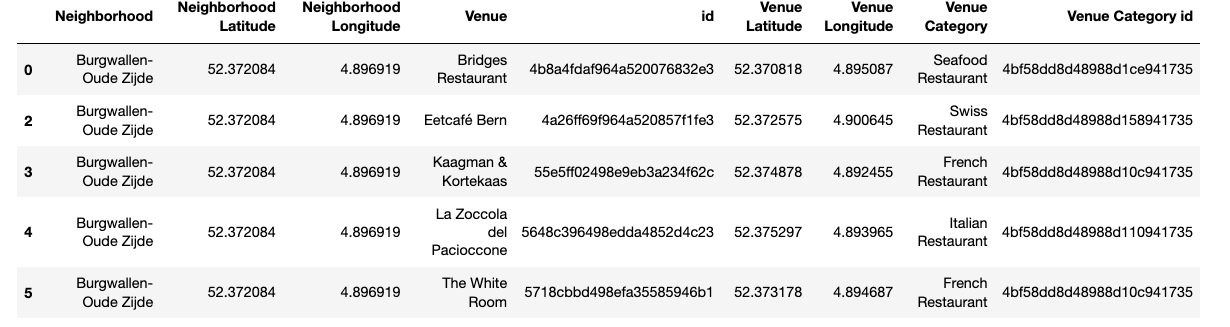 Neighborhood Neighborhood Latitude Neighborhood Longitude Venue id Venue Latitude Venue Longitude Venue Category Venue Category id
0 Burgwallen-Oude Zijde 52.372084 4.896919 Bridges Restaurant 4b8a4fdaf964a520076832e3 52.370818 4.895087 Seafood Restaurant 4bf58dd8d48988d1ce941735
2 Burgwallen-Oude Zijde 52.372084 4.896919 Eetcafé Bern 4a26ff69f964a520857f1fe3 52.372575 4.900645 Swiss Restaurant 4bf58dd8d48988d158941735
3 Burgwallen-Oude Zijde 52.372084 4.896919 Kaagman & Kortekaas 55e5ff02498e9eb3a234f62c 52.374878 4.892455 French Restaurant 4bf58dd8d48988d10c941735
4 Burgwallen-Oude Zijde 52.372084 4.896919 La Zoccola del Pacioccone 5648c396498edda4852d4c23 52.375297 4.893965 Italian Restaurant 4bf58dd8d48988d110941735
5 Burgwallen-Oude Zijde 52.372084 4.896919 The White Room 5718cbbd498efa35585946b1 52.373178 4.894687 French Restaurant 4bf58dd8d48988d10c941735